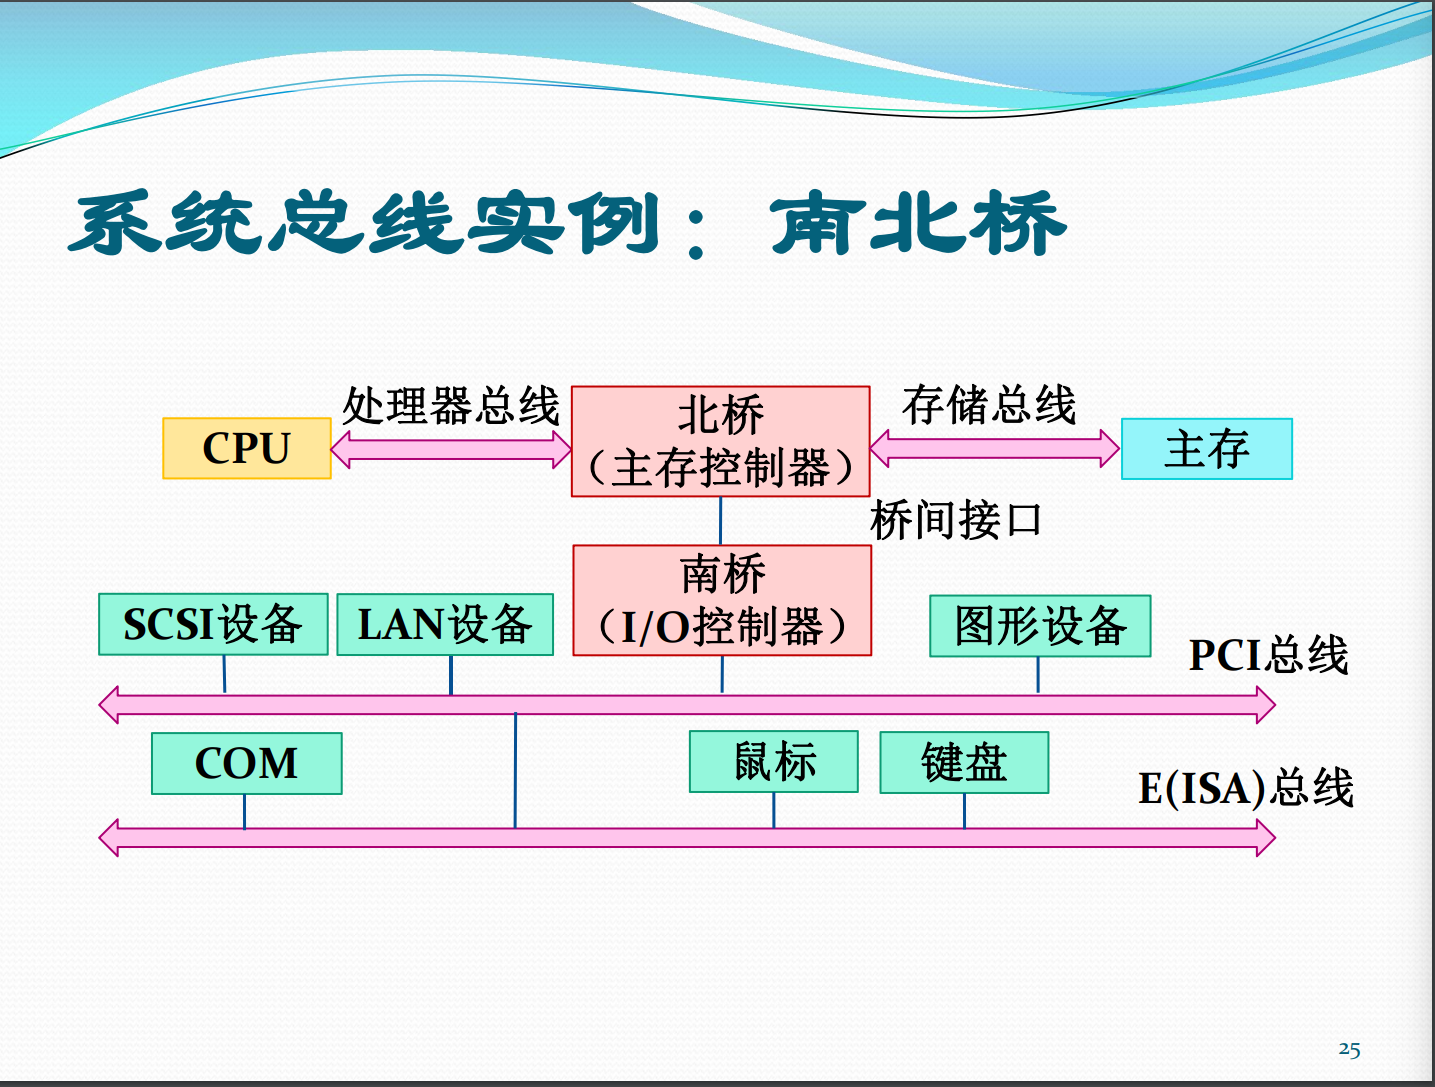 系统总线实例：南北桥
处理器总线
存储总线
CPU
北桥
（主存控制器）
主存
桥间接口
南桥
（I/O控制器）
SCSI设备
LAN设备
图形设备
PCI总线
COM
鼠标
键盘
E(ISA)总线
25